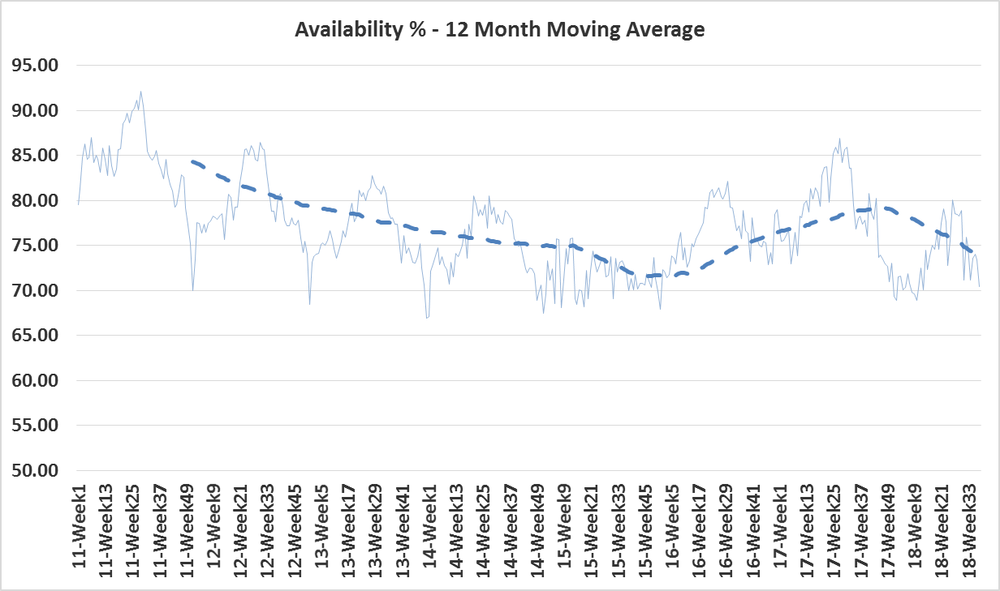 Availability % - 12 Month Moving Average
95.00
90.00
85.00
80.00
75.00
70.00
65.00
60.00
55.00
50.00
11-Week1
11-Week13
11-Week25
11-Week37
11-Week49
12-Week9
12-Week21
12-Week33
12-Week45
13-Week5
13-Week17
13-Week29
13-Week41
14-Week1
14-Week13
14-Week25
14-Week37
14-Week49
15-Week9
15-Week21
15-Week33
15-Week45
16-Week5
16-Week17
16-Week29
16-Week41
17-Week1
17-Week13
17-Week25
17-Week37
17-Week49
18-Week9
18-Week21
18-Week33